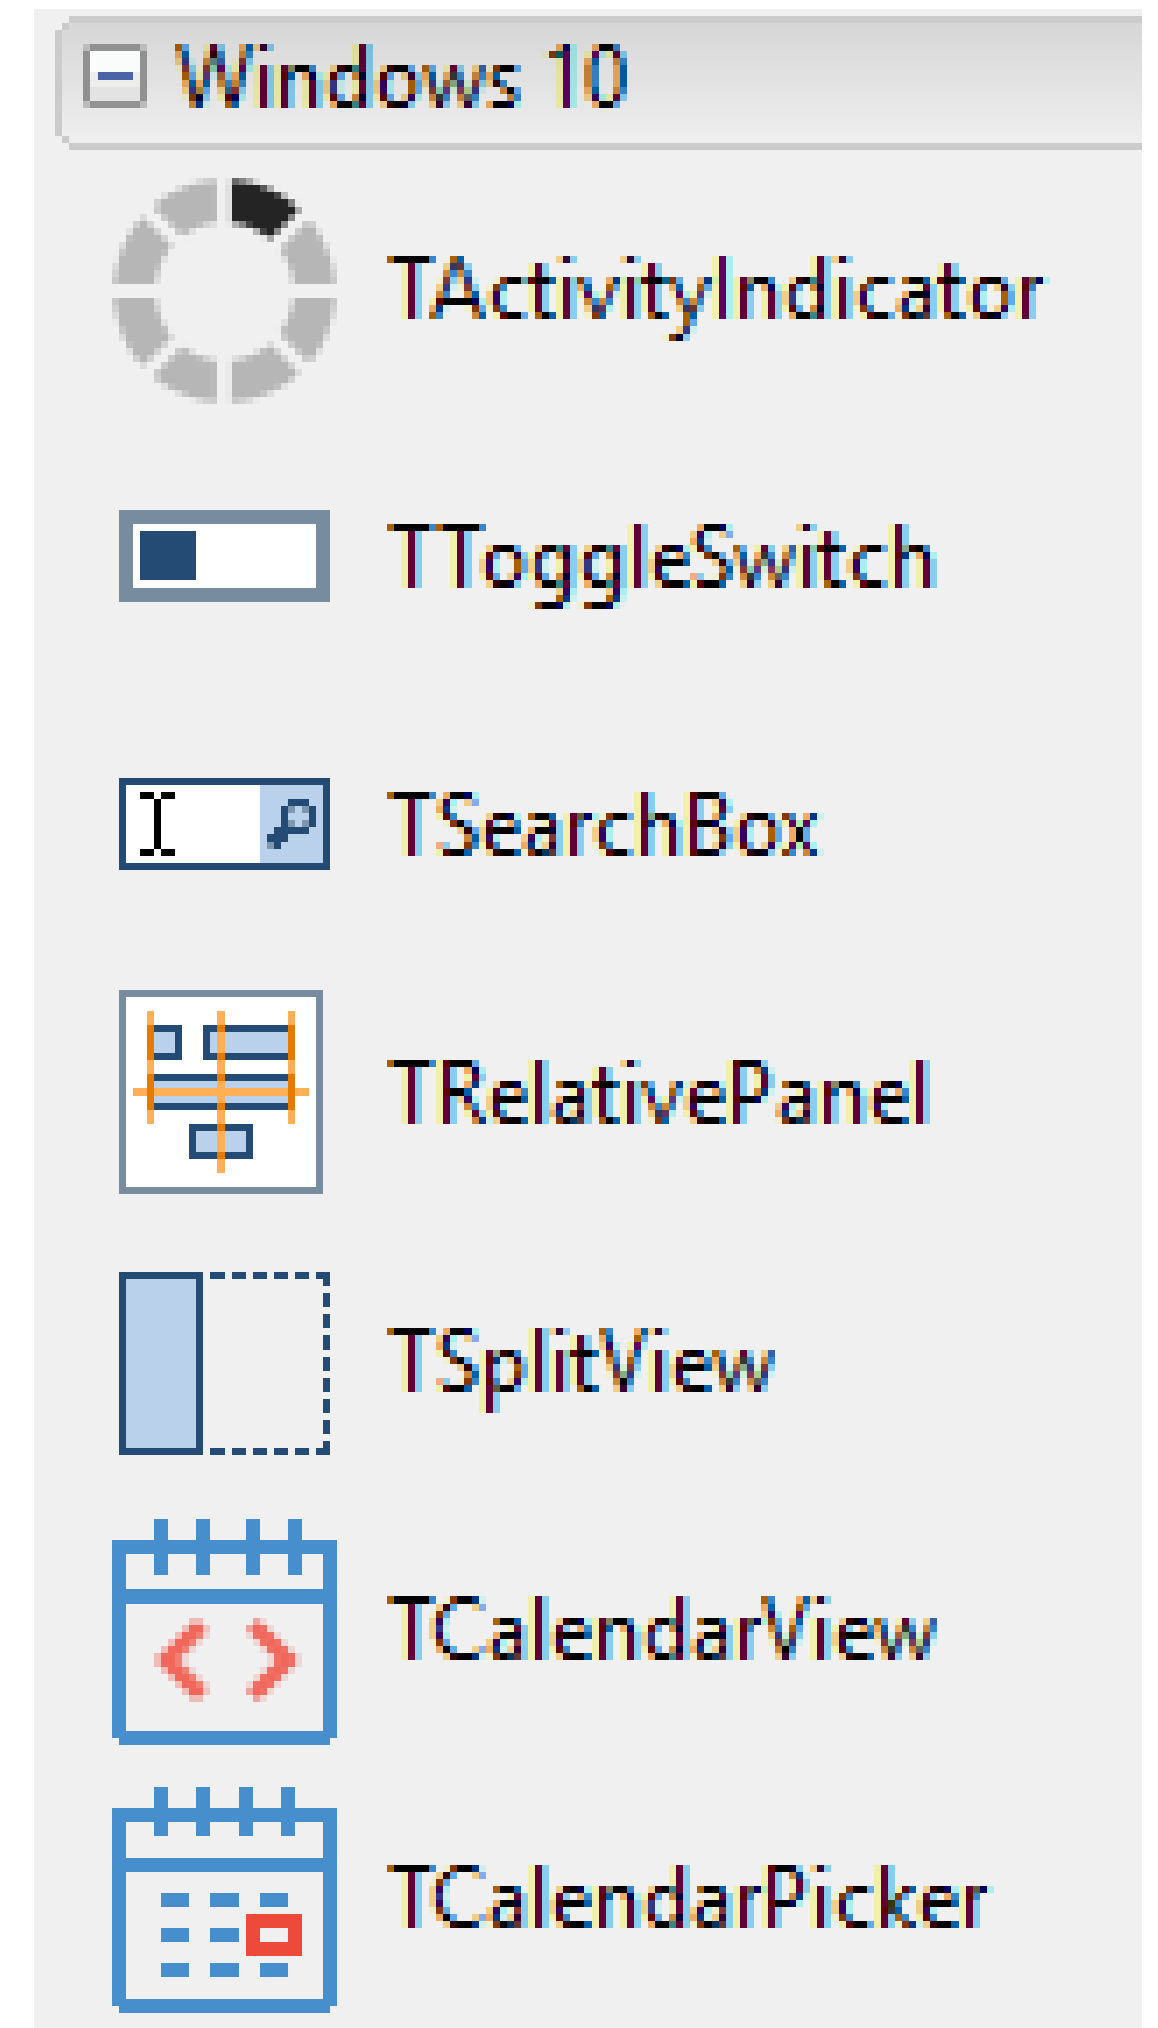 Windows 10
TActivityIndicator
TToggleSwitch
TSearchBox
TRelativePanel
TSplitView
TCalendarView
TCalendarPicker